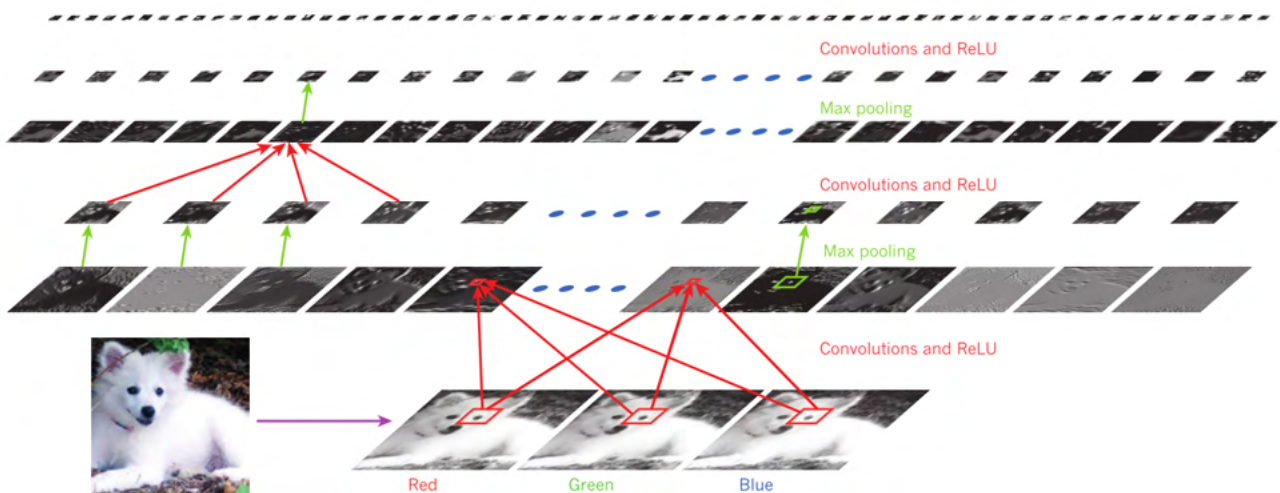 Convolutions and ReLU
Max pooling
Convolutions and ReLU
Max pooling
Convolutions and ReLU
Red
Green
Blue